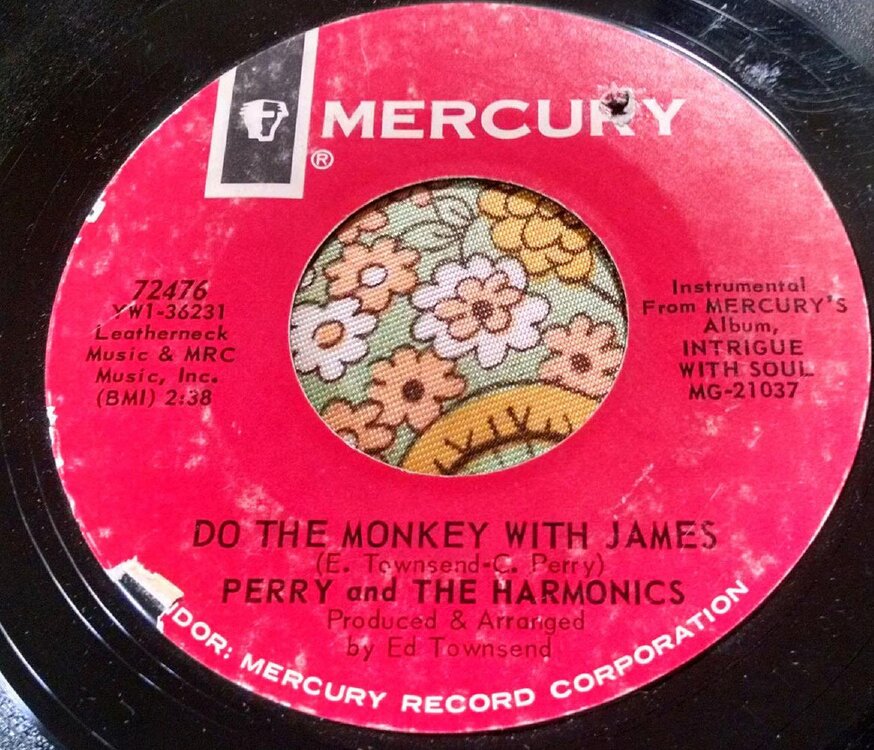 MERCURY
®
72476
YW1-36231
Leatherneck
Music & MRC
Music, Inc.
(BMI) 2:38
Instrumental
From MERCURY'S
Album,
INTRIGUE
WITH SOUL
MG-21037
DO THE MONKEY WITH JAMES
(E. Townsend-C. Perry)
PERRY and THE HARMONICS
Produced & Arranged
by Ed Townsend
DOR: MERCURY RECORD CORPORATION